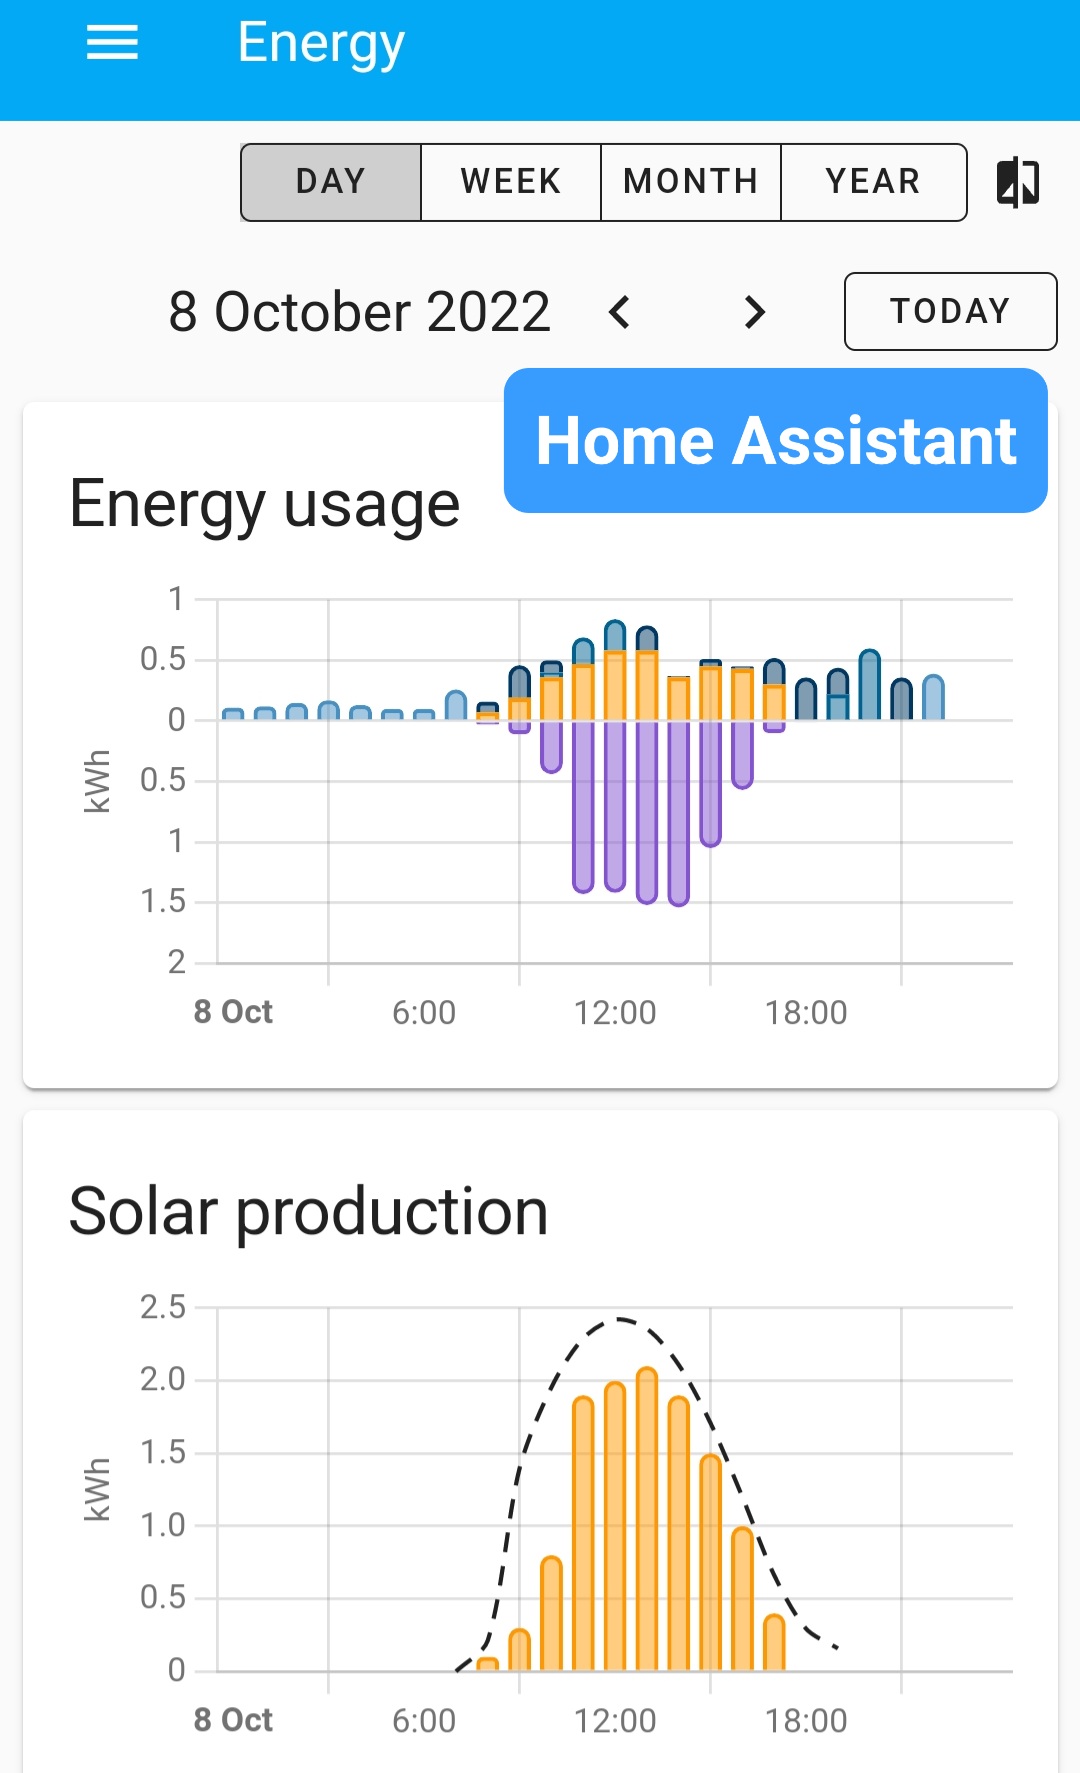 Energy
DAY WEEK MONTH YEAR
8 October 2022 TODAY
Home Assistant
Energy usage
1
0.5
0
0.5
1
1.5
2
kWh
8 Oct 6:00 12:00 18:00
Solar production
2.5
2.0
1.5
1.0
0.5
0
kWh
8 Oct 6:00 12:00 18:00